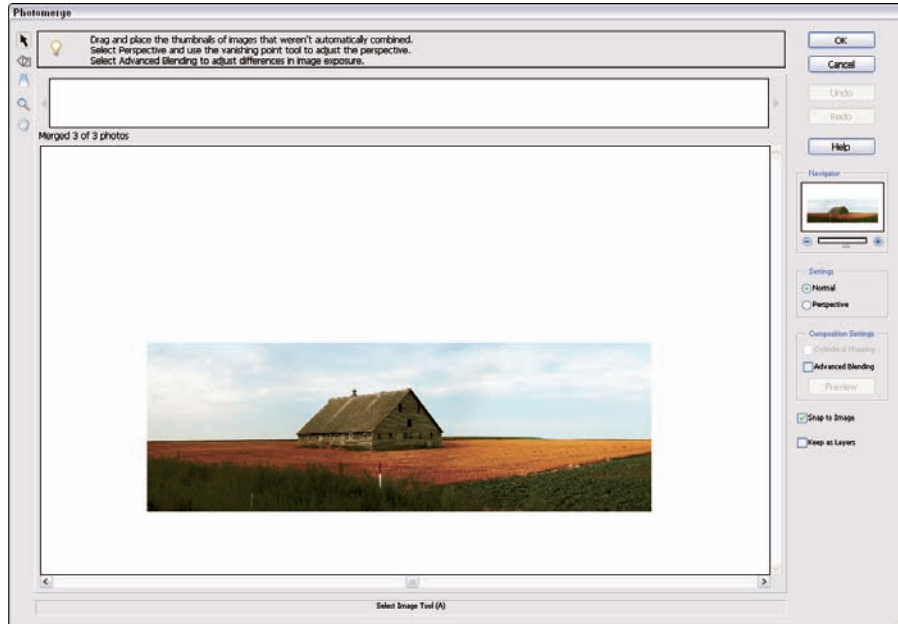 Photomerge
Drag and place the thumbnails of images that weren't automatically combined.
Select Perspective and use the vanishing point tool to adjust the perspective.
Select Advanced Blending to adjust differences in image exposure.
Merged 3 of 3 photos
Select Image Tool (A)
OK
Cancel
Undo
Redo
Help
Navigator
Settings
Normal
Perspective
Composition Settings
Cylindrical Mapping
Advanced Blending
Preview
Snap to Image
Keep as Layers